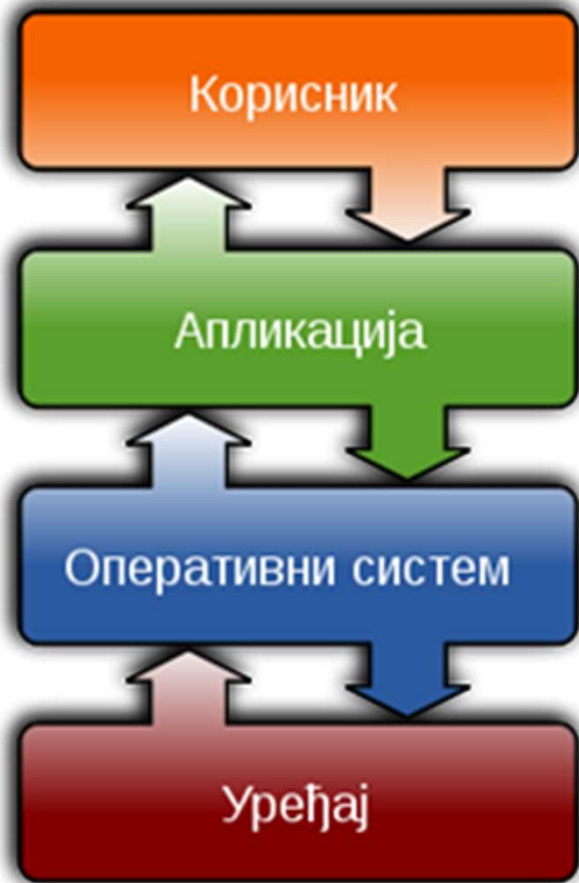 Корисник
Апликација
Оперативни систем
Уређај